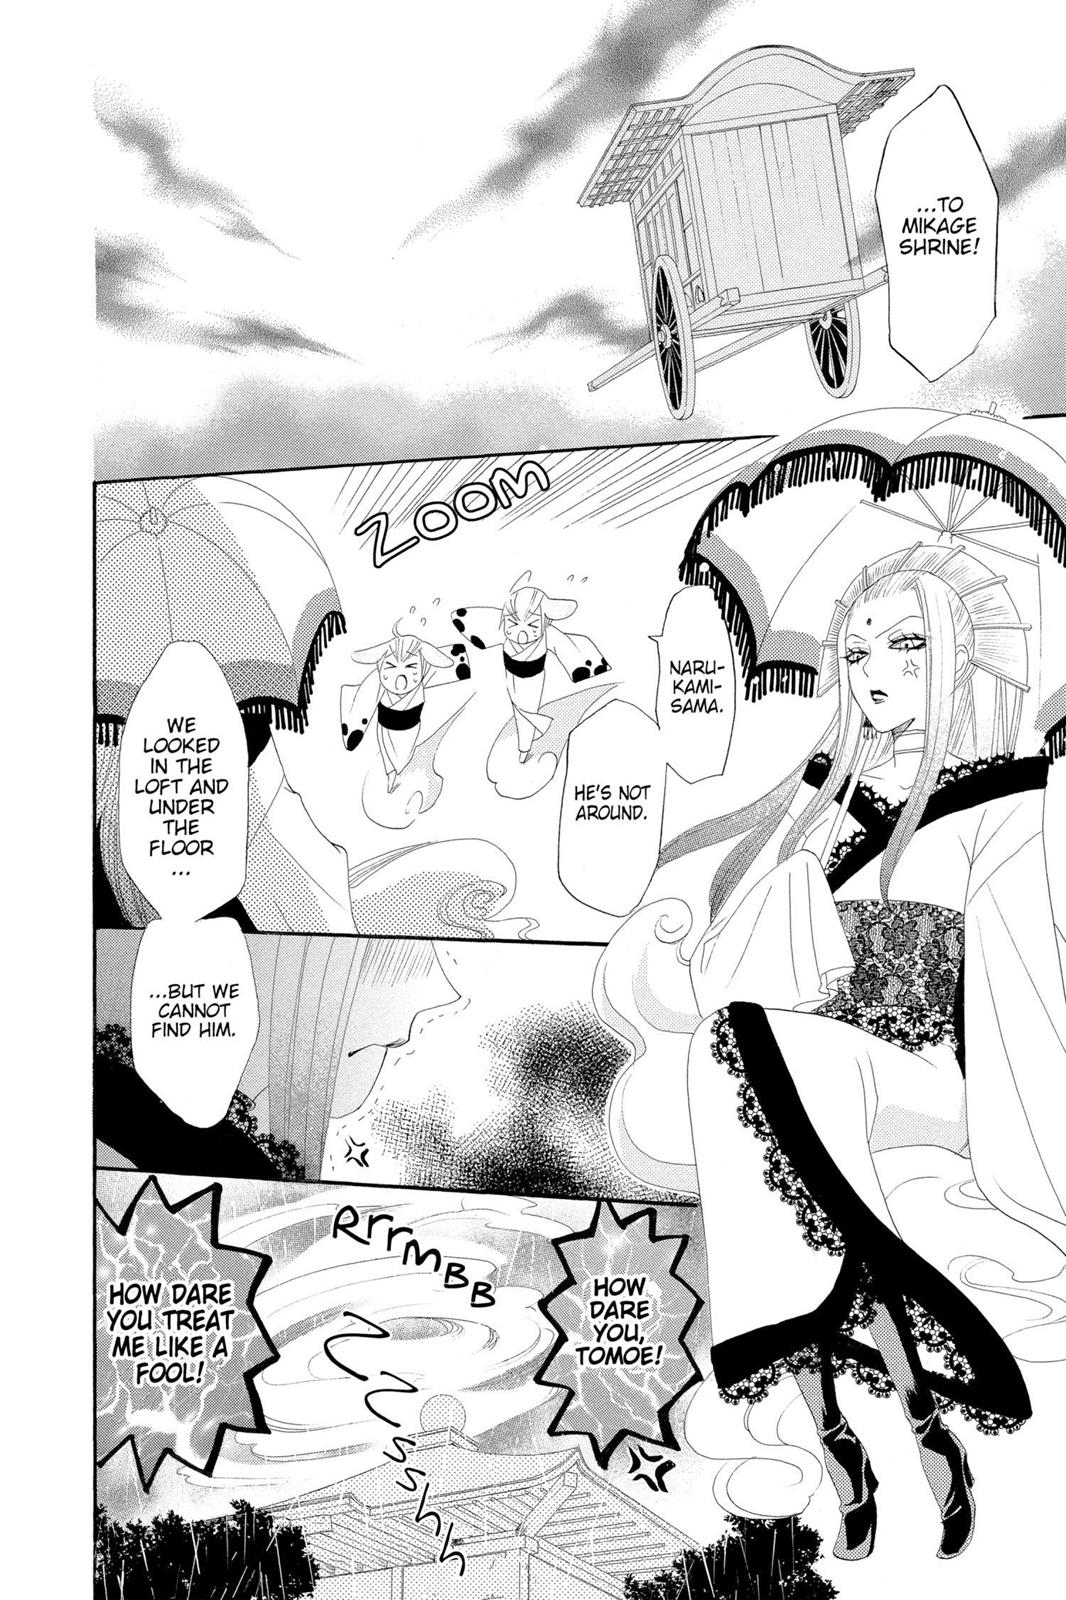 ...TO
MIKAGE
SHRINE!
ZOOM
NARU-
KAMI-
SAMA.
HE'S NOT
AROUND.
WE
LOOKED
IN THE
LOFT AND
UNDER
THE
FLOOR
...
...BUT WE
CANNOT
FIND HIM.
RrrmBB
HOW
DARE
YOU,
TOMOE!
zzzsshh
HOW DARE
YOU TREAT
ME LIKE A
FOOL!